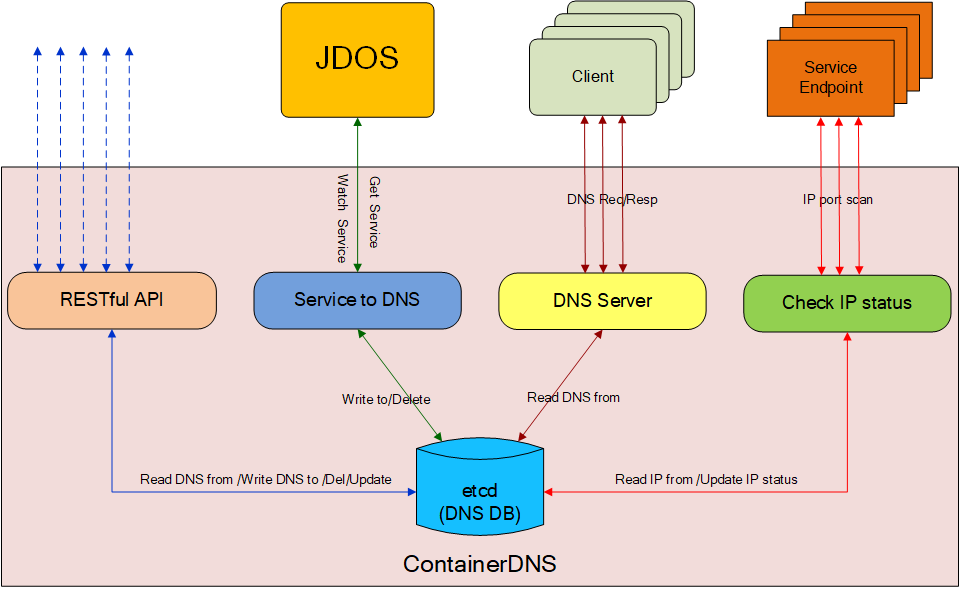 JDOS
Client
Service
Endpoint
Get Service
Watch Service
DNS Req/Resp
IP port scan
RESTful API
Service to DNS
DNS Server
Check IP status
Write to/Delete
Read DNS from
Read DNS from /Write DNS to /Del/Update
Read IP from /Update IP status
etcd
(DNS DB)
ContainerDNS